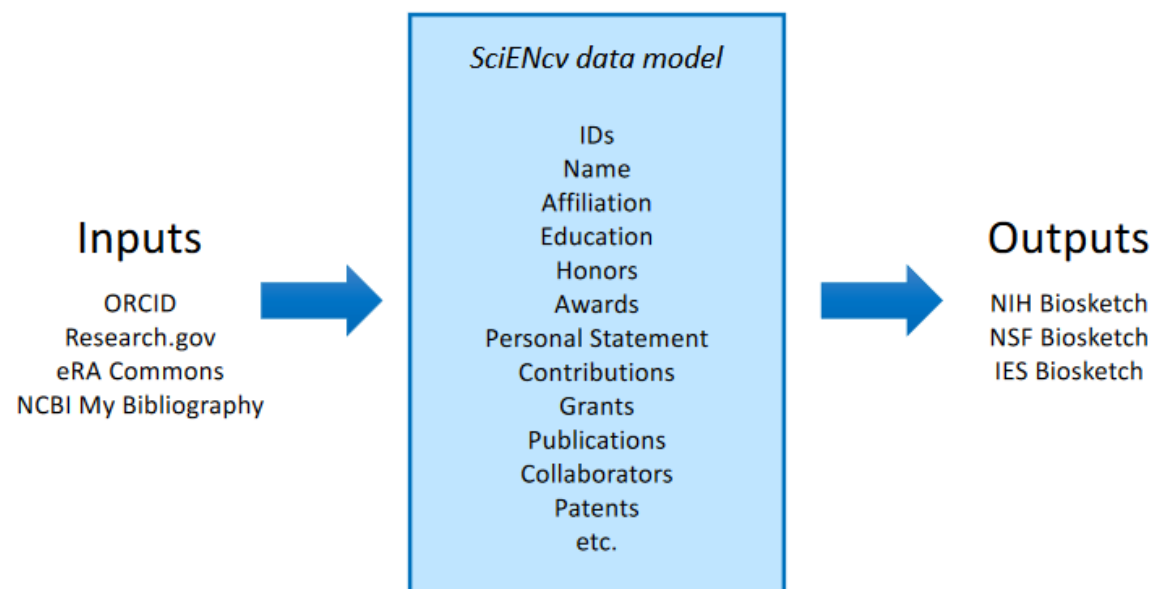 SciENcv data model
IDs
Name
Affiliation
Education
Honors
Awards
Personal Statement
Contributions
Grants
Publications
Collaborators
Patents
etc.
Inputs
ORCID
Research.gov
eRA Commons
NCBI My Bibliography
Outputs
NIH Biosketch
NSF Biosketch
IES Biosketch